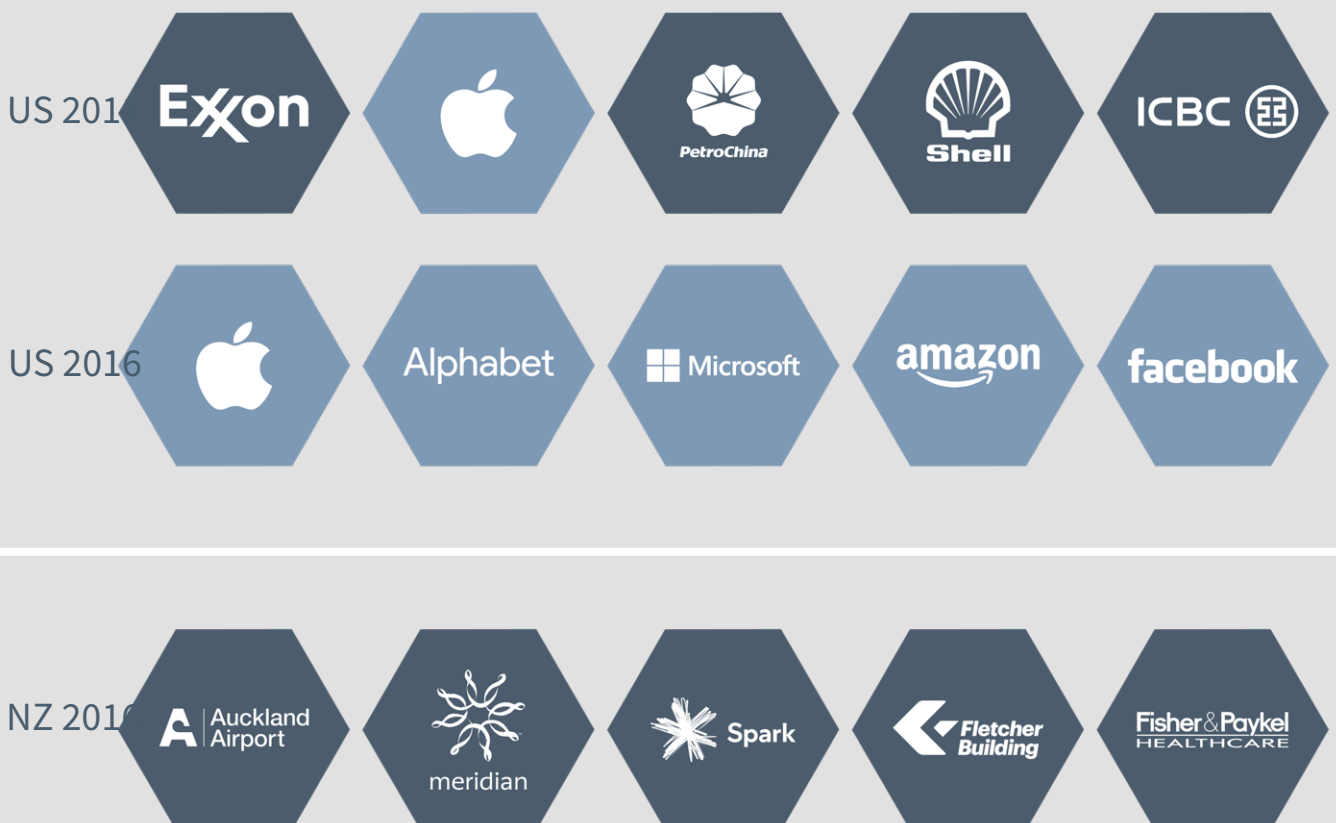 US 201
Exxon
PetroChina
Shell
ICBC
US 2016
Alphabet
Microsoft
amazon
facebook
NZ 201
Auckland
Airport
meridian
Spark
Fletcher
Building
Fisher&Paykel
HEALTHCARE